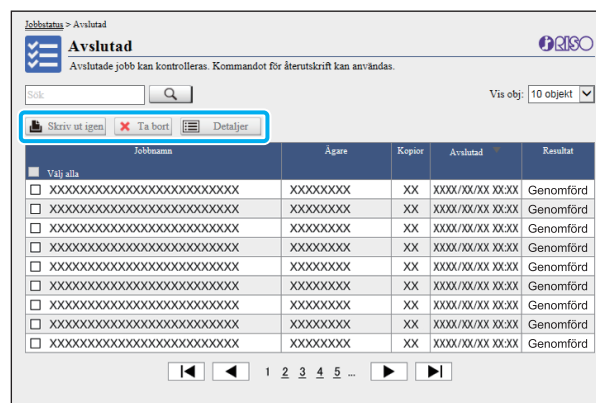 Jobbstatus > Avslutad
Avslutad
RISO
Avslutade jobb kan kontrolleras. Kommandot för återutskrift kan användas.
Sök
Vis obj: 10 objekt
Skriv ut igen Ta bort Detaljer
Jobbnamn Ägare Kopior Avslutad Resultat
Välj alla
XXXXXXXXXXXXXXXXXXXXXXXXX XXXXXXXX XX XXXX/XX/XX XX:XX Genomförd
XXXXXXXXXXXXXXXXXXXXXXXXX XXXXXXXX XX XXXX/XX/XX XX:XX Genomförd
XXXXXXXXXXXXXXXXXXXXXXXXX XXXXXXXX XX XXXX/XX/XX XX:XX Genomförd
XXXXXXXXXXXXXXXXXXXXXXXXX XXXXXXXX XX XXXX/XX/XX XX:XX Genomförd
XXXXXXXXXXXXXXXXXXXXXXXXX XXXXXXXX XX XXXX/XX/XX XX:XX Genomförd
XXXXXXXXXXXXXXXXXXXXXXXXX XXXXXXXX XX XXXX/XX/XX XX:XX Genomförd
XXXXXXXXXXXXXXXXXXXXXXXXX XXXXXXXX XX XXXX/XX/XX XX:XX Genomförd
XXXXXXXXXXXXXXXXXXXXXXXXX XXXXXXXX XX XXXX/XX/XX XX:XX Genomförd
XXXXXXXXXXXXXXXXXXXXXXXXX XXXXXXXX XX XXXX/XX/XX XX:XX Genomförd
1 2 3 4 5 ...